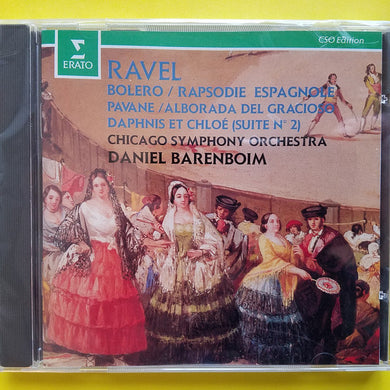 ERATO
CSO Edition
RAVEL
BOLERO / RAPSODIE ESPAGNOLE
PAVANE / ALBORADA DEL GRACIOSO
DAPHNIS ET CHLOÉ (SUITE N° 2)
CHICAGO SYMPHONY ORCHESTRA
DANIEL BARENBOIM